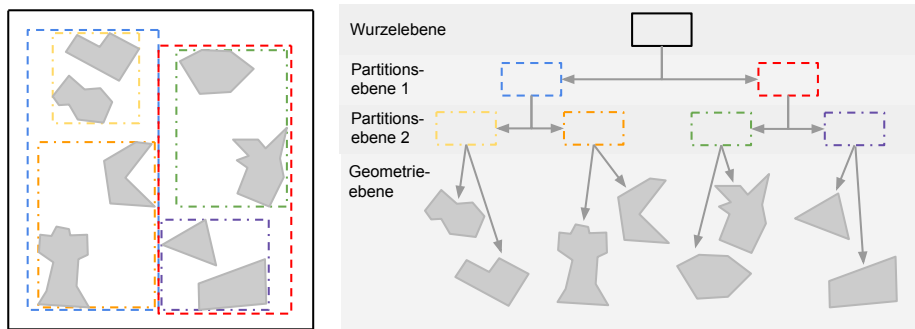 Wurzelebene
Partitions-
ebene 1
Partitions-
ebene 2
Geometrie-
ebene